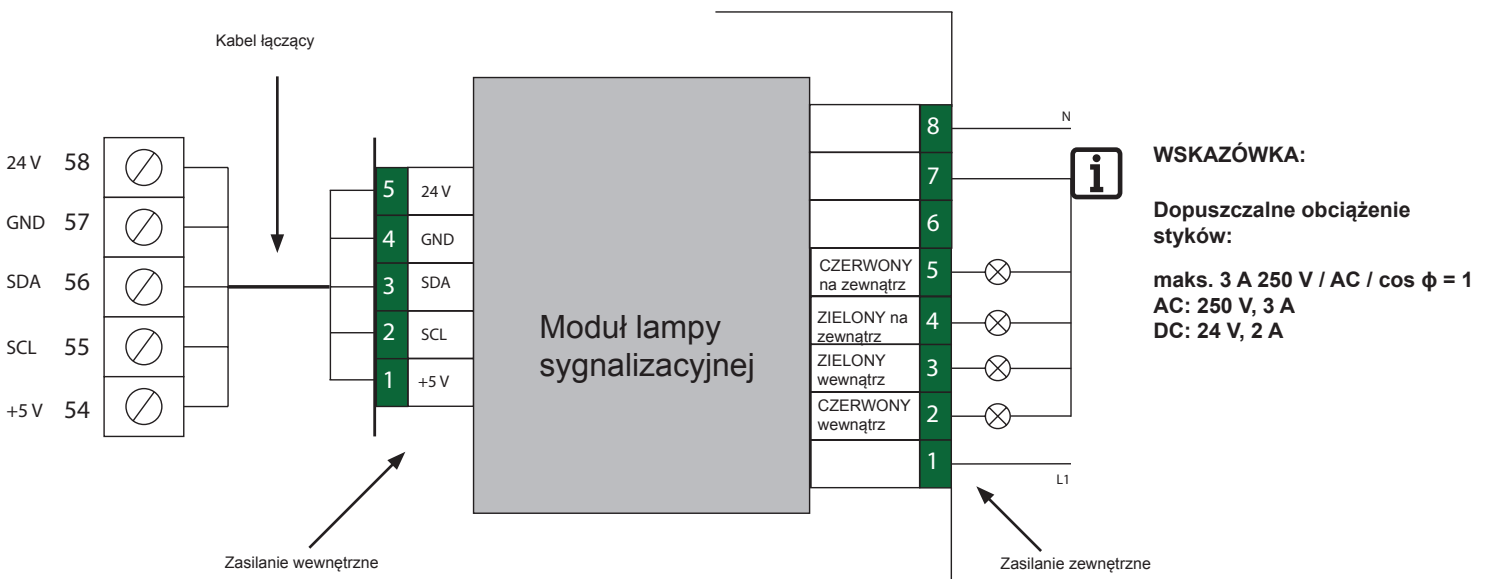 Kabel łączący
24 V 58
GND 57
SDA 56
SCL 55
+5 V 54
5 24 V
4 GND
3 SDA
2 SCL
1 +5 V
Moduł lampy
sygnalizacyjnej
8
7
6
CZERWONY
na zewnątrz
5
ZIELONY na
zewnątrz
4
ZIELONY
wewnątrz
3
CZERWONY
wewnątrz
2
1
N
L1
i
WSKAZÓWKA:
Dopuszczalne obciążenie
styków:
maks. 3 A 250 V / AC / cos ϕ = 1
AC: 250 V, 3 A
DC: 24 V, 2 A
Zasilanie wewnętrzne
Zasilanie zewnętrzne